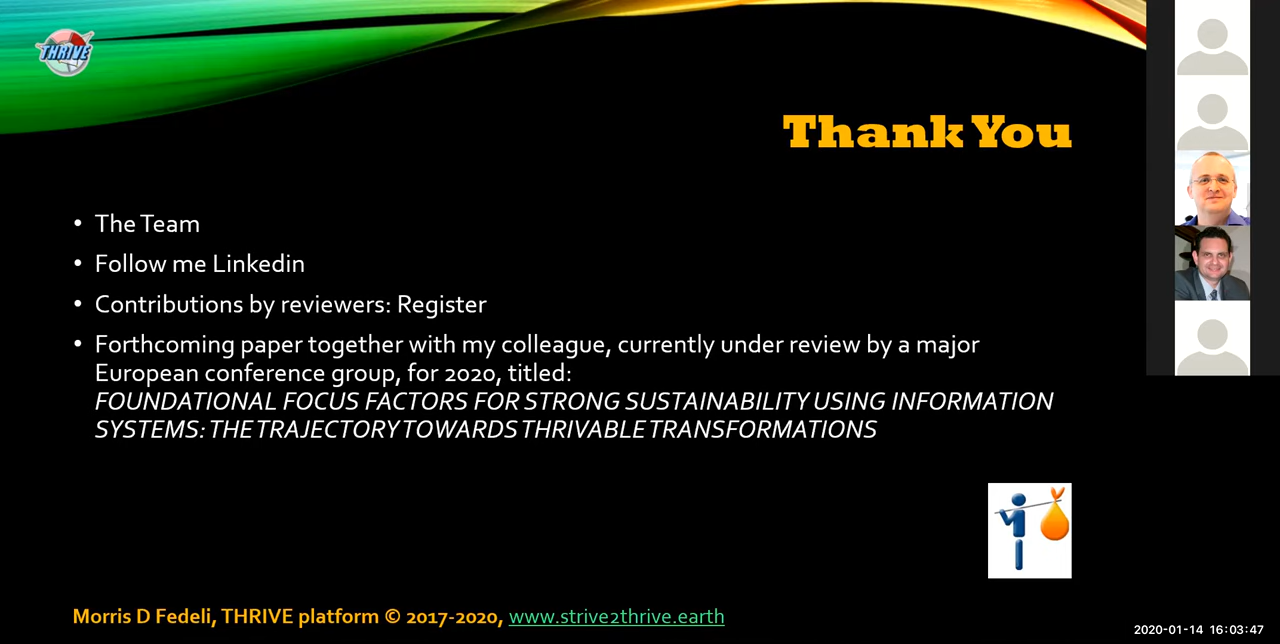 THRIVE
Thank You
• The Team
• Follow me Linkedin
• Contributions by reviewers: Register
• Forthcoming paper together with my colleague, currently under review by a major
European conference group, for 2020, titled:
FOUNDATIONAL FOCUS FACTORS FOR STRONG SUSTAINABILITY USING INFORMATION
SYSTEMS: THE TRAJECTORY TOWARDS THRIVABLE TRANSFORMATIONS
Morris D Fedeli, THRIVE platform © 2017-2020, www.strive2thrive.earth
2020-01-14 16:03:47